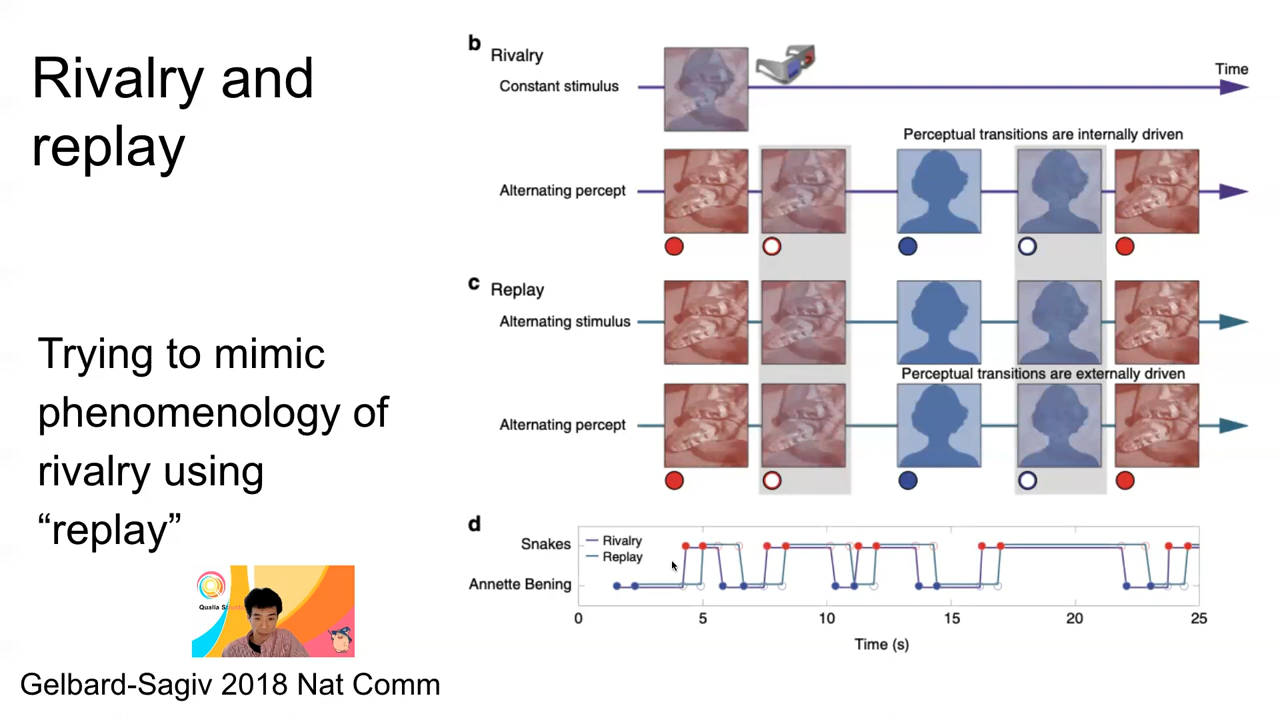 Rivalry and
replay
Trying to mimic
phenomenology of
rivalry using
“replay”
Qualia S
Gelbard-Sagiv 2018 Nat Comm
b
Rivalry
Constant stimulus
Time
Perceptual transitions are internally driven
Alternating percept
c
Replay
Alternating stimulus
Perceptual transitions are externally driven
Alternating percept
d
Snakes
Annette Bening
Rivalry
Replay
0 5 10 15 20 25
Time (s)